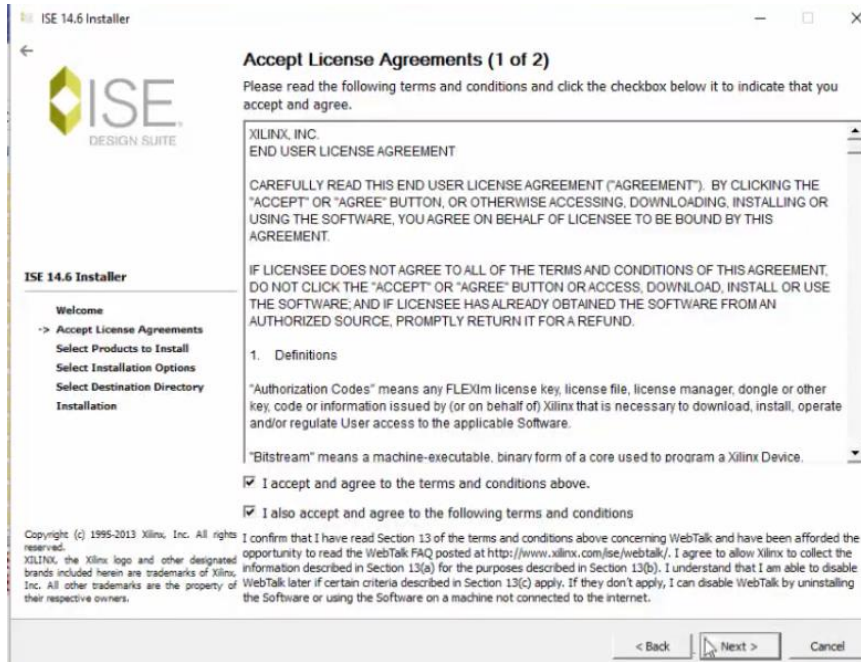 ISE 14.6 Installer
ISE
DESIGN SUITE
ISE 14.6 Installer
Welcome
-> Accept License Agreements
Select Products to Install
Select Installation Options
Select Destination Directory
Installation
Copyright (c) 1995-2013 Xilinx, Inc. All rights
reserved.
XILINX, the Xilinx logo and other designated
brands included herein are trademarks of Xilinx,
Inc. All other trademarks are the property of
their respective owners.
Accept License Agreements (1 of 2)
Please read the following terms and conditions and click the checkbox below it to indicate that you
accept and agree.
XILINX, INC.
END USER LICENSE AGREEMENT
CAREFULLY READ THIS END USER LICENSE AGREEMENT ("AGREEMENT"). BY CLICKING THE
"ACCEPT" OR "AGREE" BUTTON, OR OTHERWISE ACCESSING, DOWNLOADING, INSTALLING OR
USING THE SOFTWARE, YOU AGREE ON BEHALF OF LICENSEE TO BE BOUND BY THIS
AGREEMENT.
IF LICENSEE DOES NOT AGREE TO ALL OF THE TERMS AND CONDITIONS OF THIS AGREEMENT,
DO NOT CLICK THE "ACCEPT" OR "AGREE" BUTTON OR ACCESS, DOWNLOAD, INSTALL OR USE
THE SOFTWARE; AND IF LICENSEE HAS ALREADY OBTAINED THE SOFTWARE FROM AN
AUTHORIZED SOURCE, PROMPTLY RETURN IT FOR A REFUND.
1. Definitions
"Authorization Codes" means any FLEXlm license key, license file, license manager, dongle or other
key, code or information issued by (or on behalf of) Xilinx that is necessary to download, install, operate
and/or regulate User access to the applicable Software.
"Bitstream" means a machine-executable, binary form of a core used to program a Xilinx Device.
I accept and agree to the terms and conditions above.
I also accept and agree to the following terms and conditions
I confirm that I have read Section 13 of the terms and conditions above concerning WebTalk and have been afforded the
opportunity to read the WebTalk FAQ posted at http://www.xilinx.com/ise/webtalk/. I agree to allow Xilinx to collect the
information described in Section 13(a) for the purposes described in Section 13(b). I understand that I am able to disable
WebTalk later if certain criteria described in Section 13(c) apply. If they don't apply, I can disable WebTalk by uninstalling
the Software or using the Software on a machine not connected to the internet.
< Back
Next >
Cancel